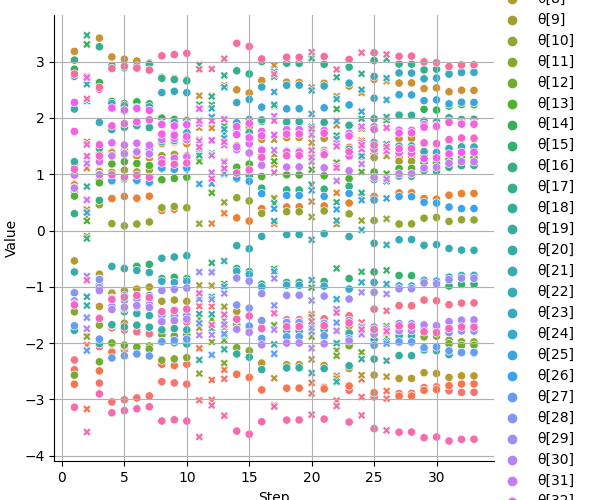 Value
3
2
1
0
−1
−2
−3
−4
0
5
10
15
20
25
30
Step
θ[8]
θ[9]
θ[10]
θ[11]
θ[12]
θ[13]
θ[14]
θ[15]
θ[16]
θ[17]
θ[18]
θ[19]
θ[20]
θ[21]
θ[22]
θ[23]
θ[24]
θ[25]
θ[26]
θ[27]
θ[28]
θ[29]
θ[30]
θ[31]
θ[32]